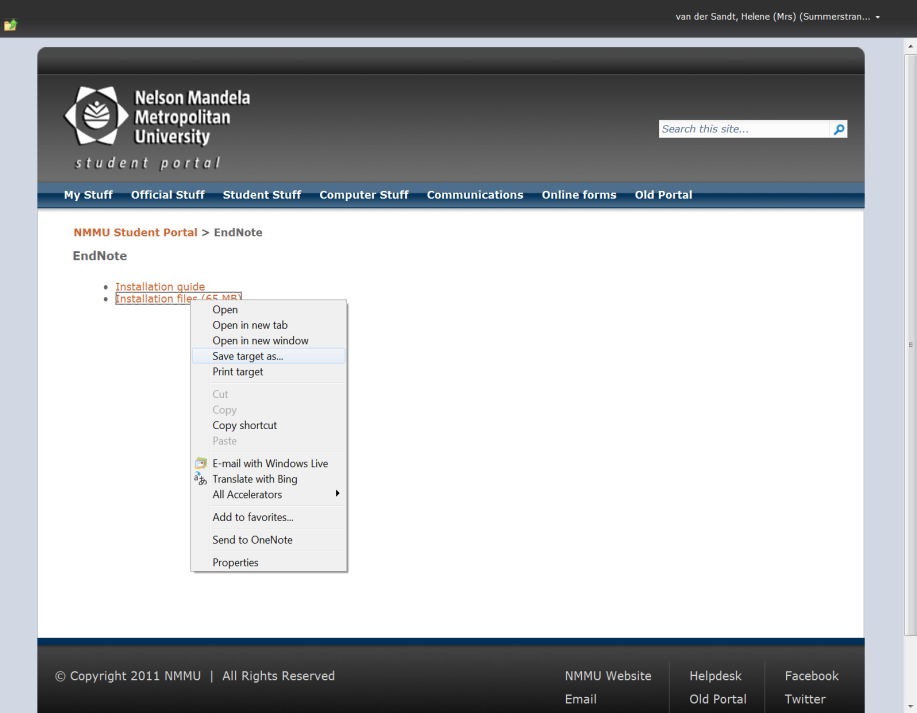 van der Sandt, Helene (Mrs) (Summerstran...
Nelson Mandela
Metropolitan
University
student portal
Search this site...
My Stuff Official Stuff Student Stuff Computer Stuff Communications Online forms Old Portal
NMMU Student Portal > EndNote
EndNote
Installation guide
Installation files (65 MB)
Open
Open in new tab
Open in new window
Save target as...
Print target
Cut
Copy
Copy shortcut
Paste
E-mail with Windows Live
Translate with Bing
All Accelerators
Add to favorites...
Send to OneNote
Properties
© Copyright 2011 NMMU | All Rights Reserved
NMMU Website Helpdesk Facebook
Email Old Portal Twitter